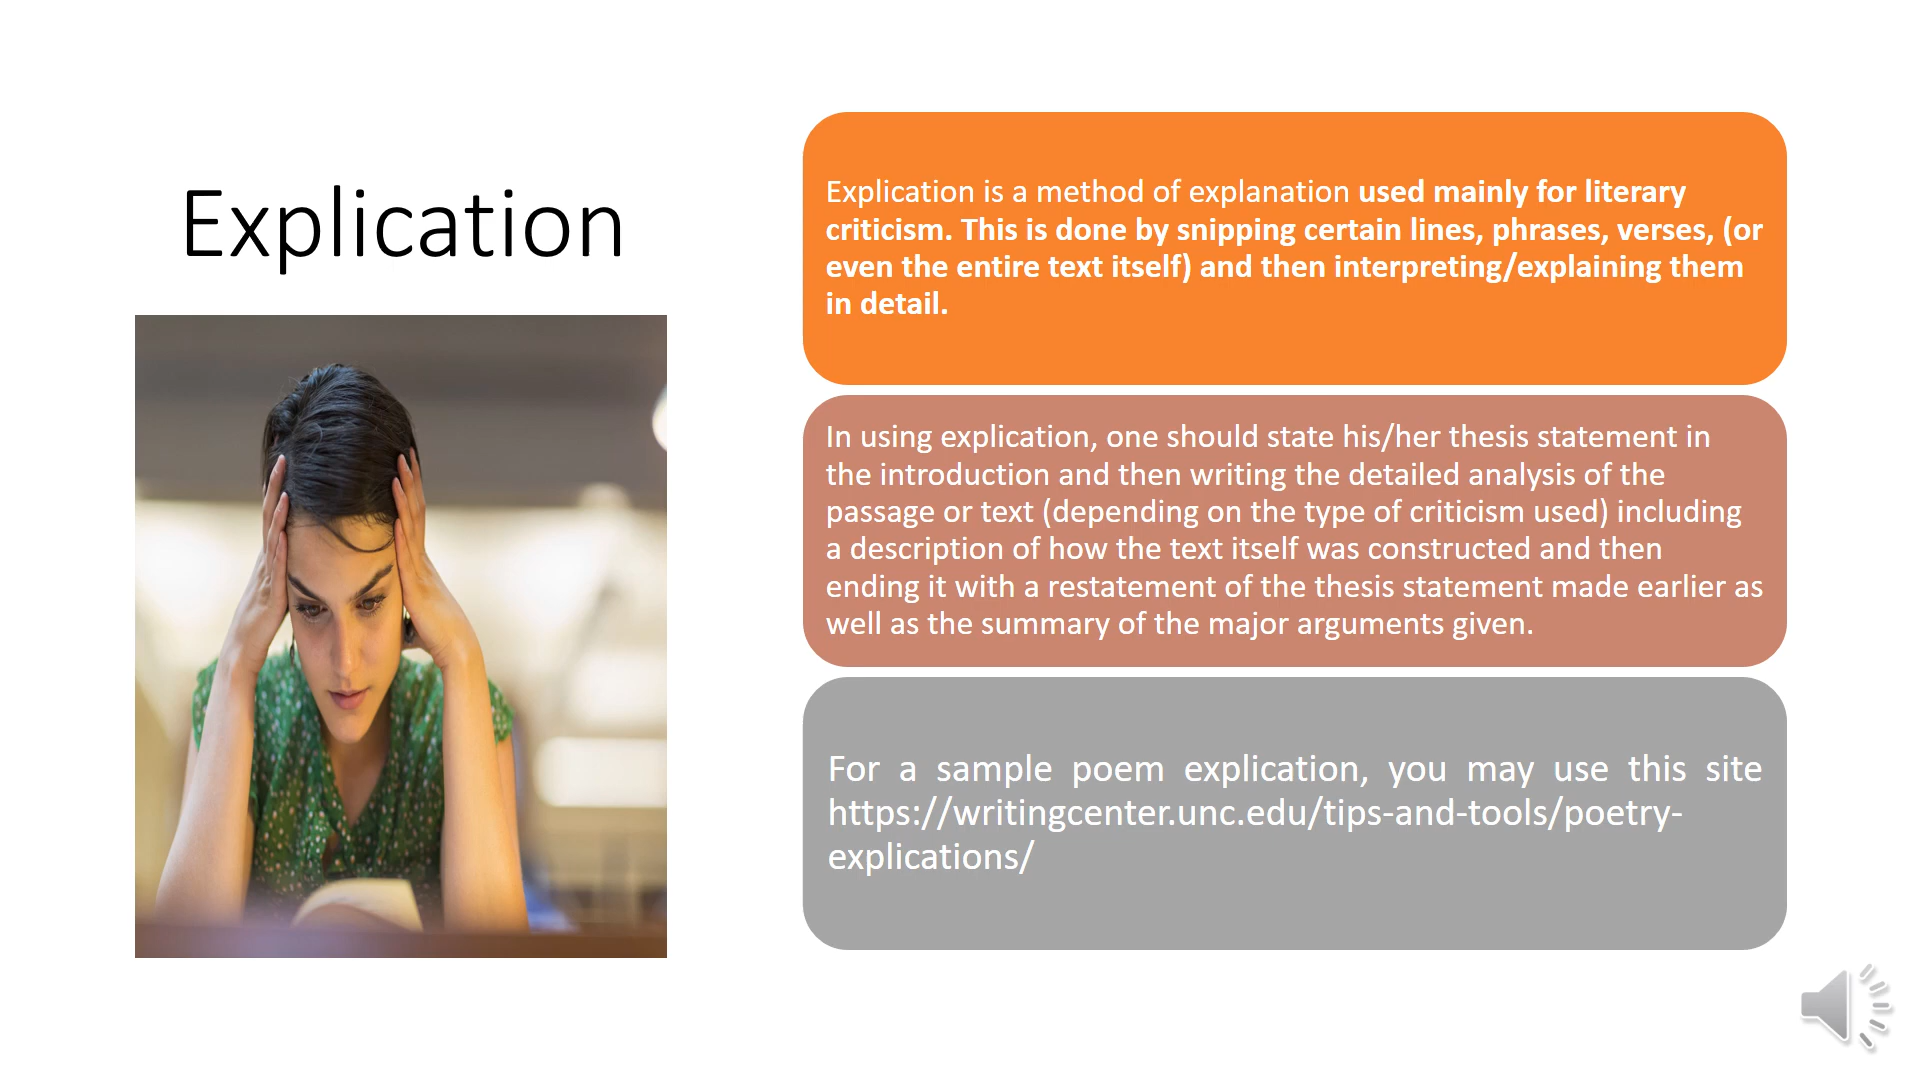 Explication
Explication is a method of explanation used mainly for literary
criticism. This is done by snipping certain lines, phrases, verses, (or
even the entire text itself) and then interpreting/explaining them
in detail.
In using explication, one should state his/her thesis statement in
the introduction and then writing the detailed analysis of the
passage or text (depending on the type of criticism used) including
a description of how the text itself was constructed and then
ending it with a restatement of the thesis statement made earlier as
well as the summary of the major arguments given.
For a sample poem explication, you may use this site
https://writingcenter.unc.edu/tips-and-tools/poetry-
explications/